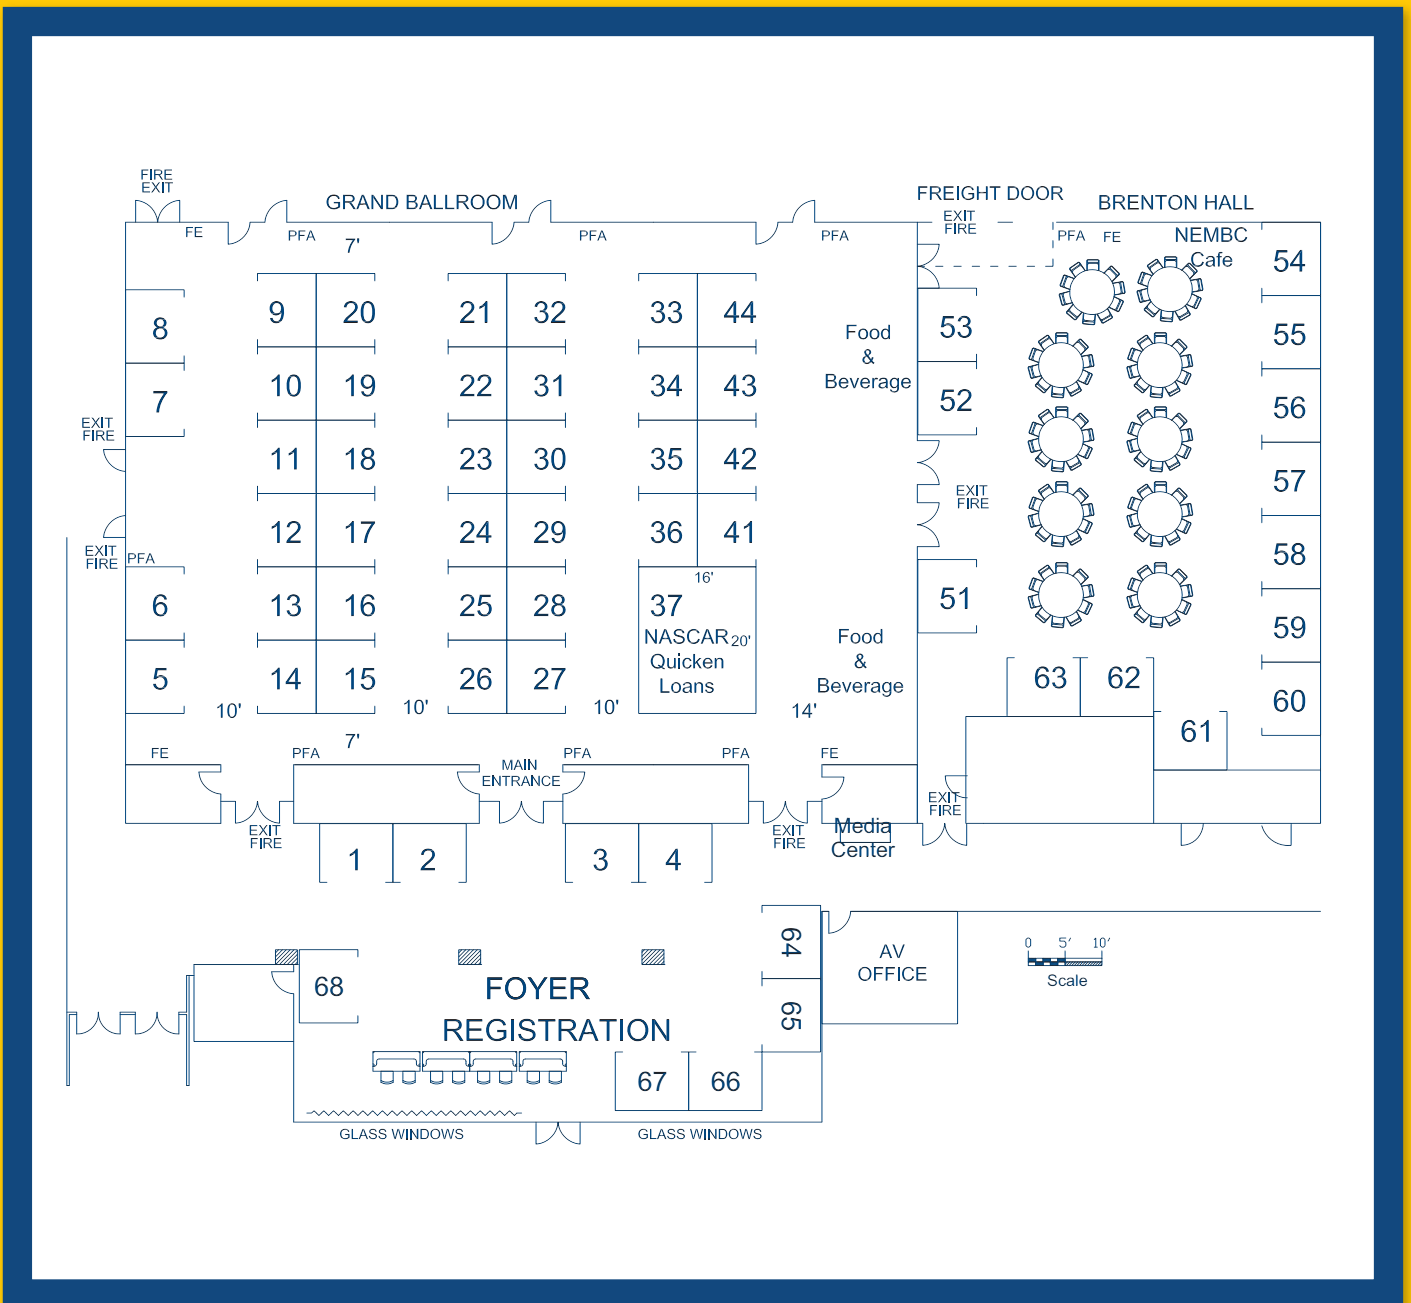 FIRE
EXIT
GRAND BALLROOM
FREIGHT DOOR
BRENTON HALL
EXIT
FIRE
FE
PFA
7'
PFA
PFA
PFA
FE
NEMBC
Cafe
54
8
9
20
21
32
33
44
Food
&
Beverage
53
55
7
10
19
22
31
34
43
52
56
EXIT
FIRE
11
18
23
30
35
42
57
EXIT
FIRE
12
17
24
29
36
41
58
EXIT
FIRE
PFA
16'
6
13
16
25
28
37
NASCAR
20'
Quicken
Loans
51
59
Food
&
Beverage
5
14
15
26
27
63
62
60
10'
10'
10'
14'
61
7'
FE
PFA
MAIN
ENTRANCE
PFA
PFA
FE
EXIT
FIRE
EXIT
FIRE
EXIT
FIRE
Media
Center
1
2
3
4
64
AV
OFFICE
0 5' 10'
Scale
68
FOYER
REGISTRATION
65
67
66
GLASS WINDOWS
GLASS WINDOWS